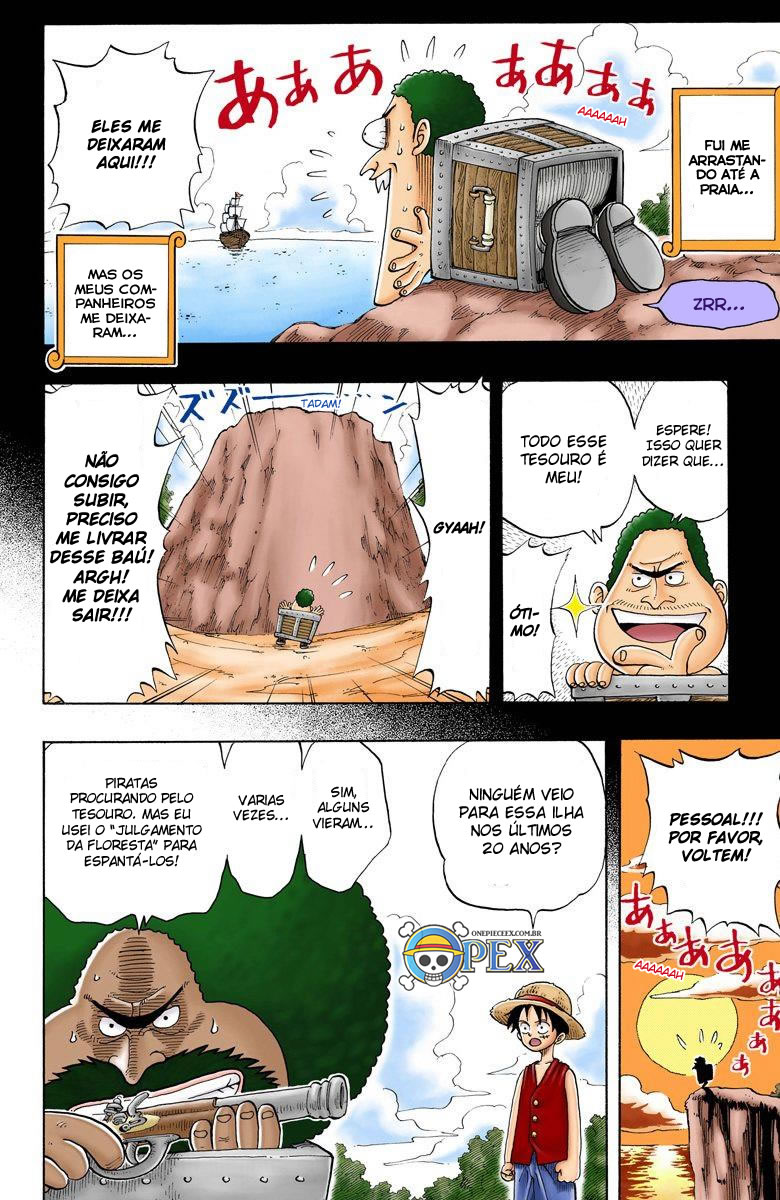 FUI ME
ARRASTAN-
DO ATÉ A
PRAIA...
ZRR...
あぁあぁ
AAAAAAH
あぁぁ
ELES ME
DEIXARAM
AQUI!!!
MAS OS
MEUS COM-
PANHEIROS
ME DEIXA-
RAM...
ESPERE!
ISSO QUER
DIZER QUE...
TODO ESSE
TESOURO É
MEU!
ÓTI-
MO!
ズズーン
TADAM!
GYAAH!
NÃO
CONSIGO
SUBIR,
PRECISO
ME LIVRAR
DESSE BAÚ!
ARGH!
ME DEIXA
SAIR!!!
PESSOAL!!!
POR FAVOR,
VOLTEM!
AAAAAAH
NINGUÉM VEIO
PARA ESSA ILHA
NOS ÚLTIMOS
20 ANOS?
SIM,
ALGUNS
VIERAM...
VARIAS
VEZES...
PIRATAS
PROCURANDO PELO
TESOURO. MAS EU
USEI O "JULGAMENTO
DA FLORESTA" PARA
ESPANTÁ-LOS!
ONEPIECEEX.COM.BR
OPEX